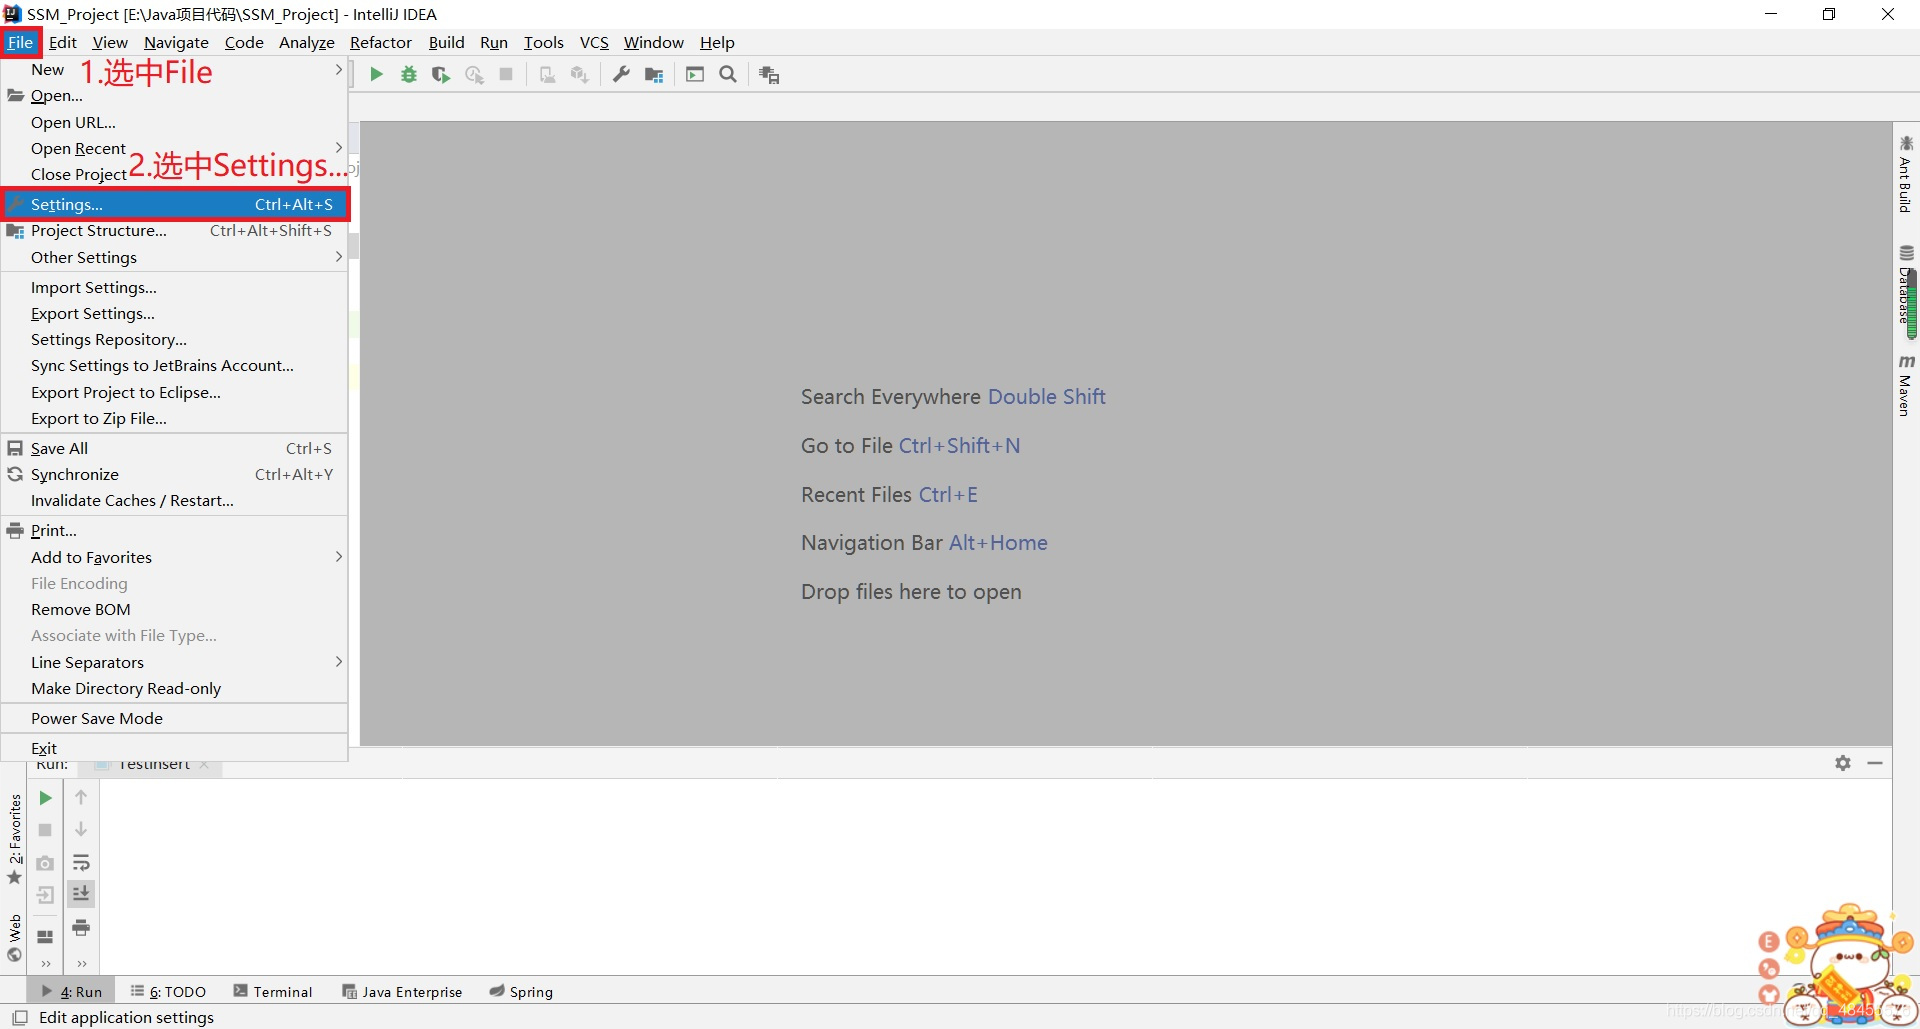 SSM_Project [E:\Java项目代码\SSM_Project] - IntelliJ IDEA
File Edit View Navigate Code Analyze Refactor Build Run Tools VCS Window Help
New
1.选中File
Open...
Open URL...
Open Recent
2.选中Settings...
Close Project
Settings... Ctrl+Alt+S
Project Structure... Ctrl+Alt+Shift+S
Other Settings
Import Settings...
Export Settings...
Settings Repository...
Sync Settings to JetBrains Account...
Export Project to Eclipse...
Export to Zip File...
Save All Ctrl+S
Synchronize Ctrl+Alt+Y
Invalidate Caches / Restart...
Print...
Add to Favorites
File Encoding
Remove BOM
Associate with File Type...
Line Separators
Make Directory Read-only
Power Save Mode
Exit
Search Everywhere Double Shift
Go to File Ctrl+Shift+N
Recent Files Ctrl+E
Navigation Bar Alt+Home
Drop files here to open
Ant Build
Database
m
Maven
Run: TestInsert
2: Favorites
Web
E
4: Run 6: TODO Terminal Java Enterprise Spring
Edit application settings